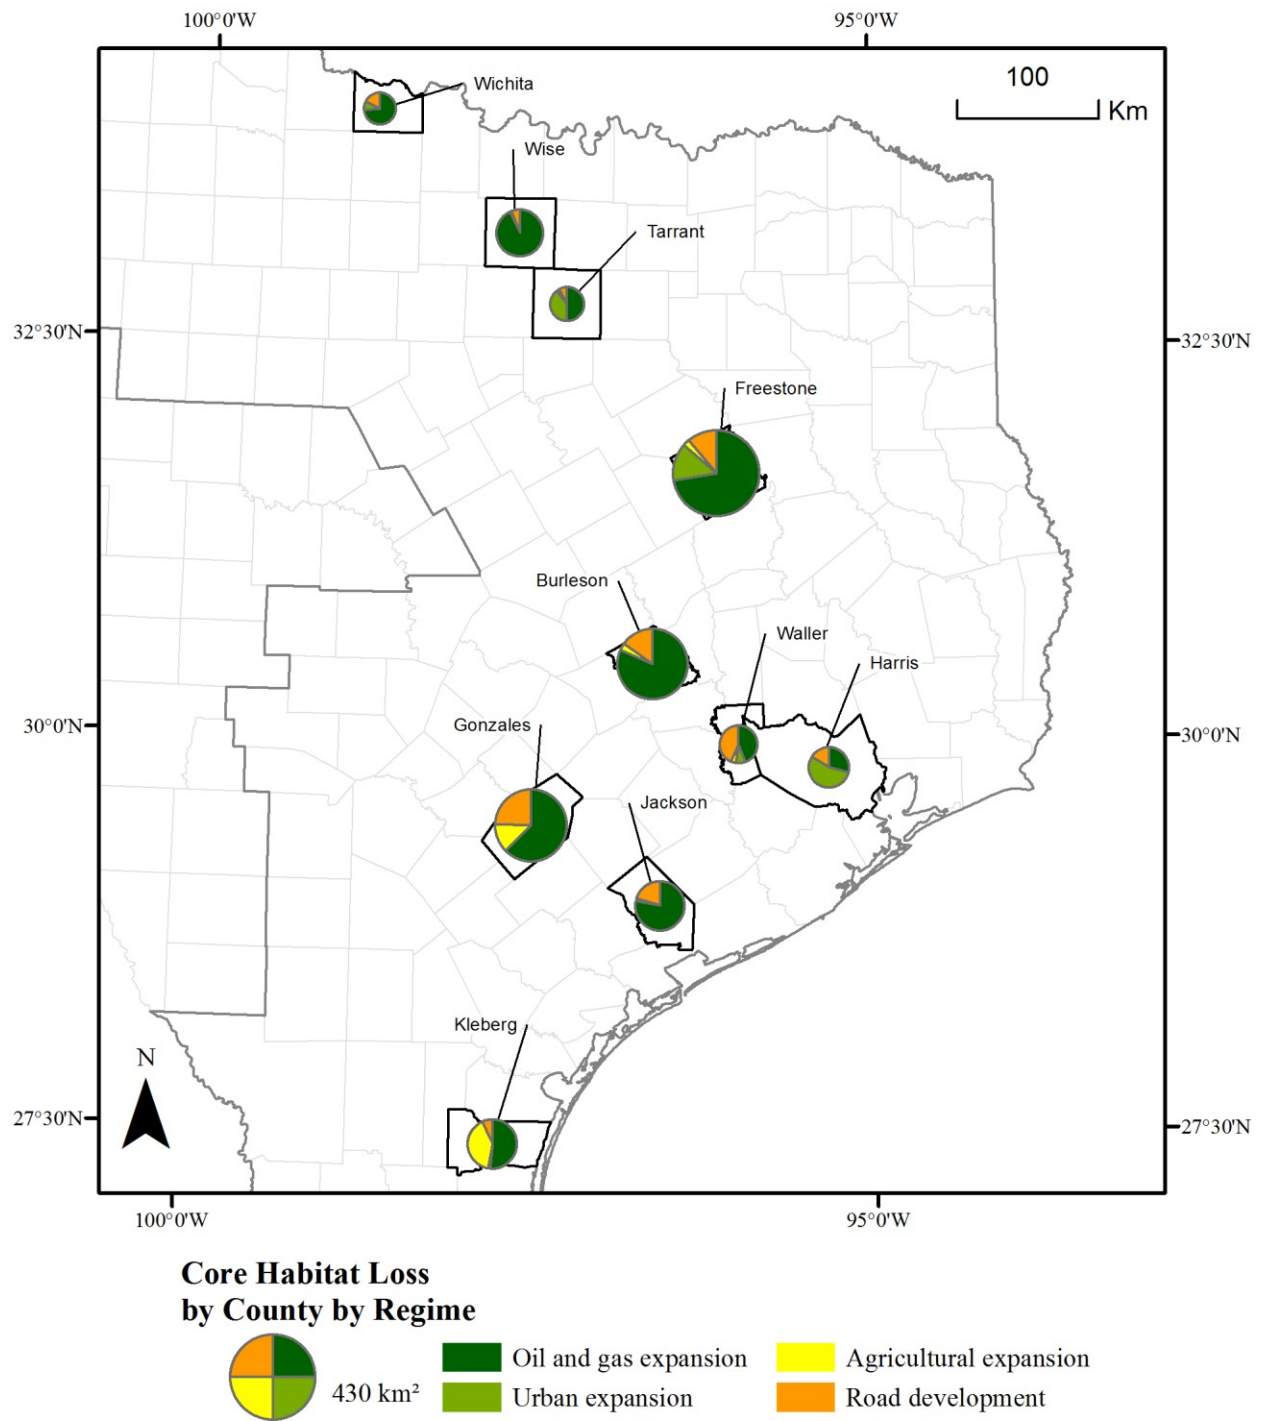 100°0'W 95°0'W
100
Km
Wichita
Wise
Tarrant
32°30'N 32°30'N
Freestone
Burleson
Waller
Harris
30°0'N 30°0'N
Gonzales
Jackson
Kleberg
N
27°30'N 27°30'N
100°0'W 95°0'W
Core Habitat Loss
by County by Regime
Oil and gas expansion Agricultural expansion
430 km² Urban expansion Road development